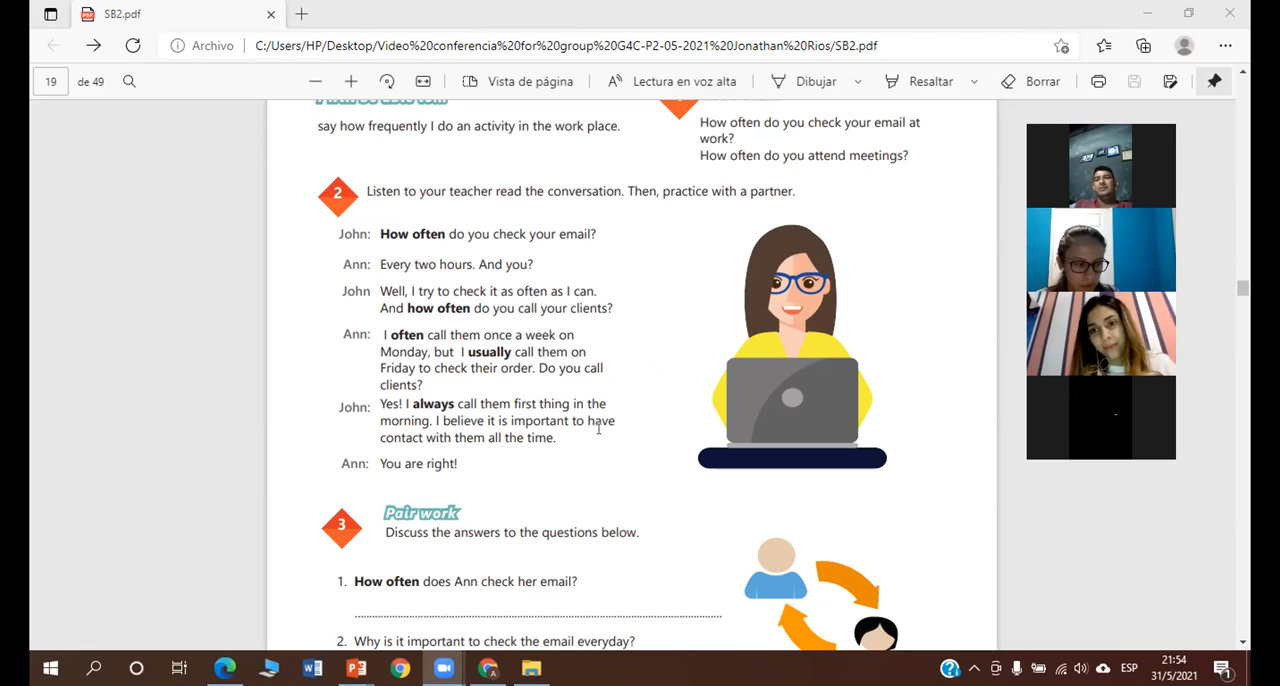 SB2.pdf
Archivo
C:/Users/HP/Desktop/Video%20conferencia%20for%20group%20G4C-P2-05-2021%20Jonathan%20Rios/SB2.pdf
19 de 49
Vista de página
Lectura en voz alta
Dibujar
Resaltar
Borrar
say how frequently I do an activity in the work place.
How often do you check your email at
work?
How often do you attend meetings?
2 Listen to your teacher read the conversation. Then, practice with a partner.
John: How often do you check your email?
Ann: Every two hours. And you?
John Well, I try to check it as often as I can.
And how often do you call your clients?
Ann: I often call them once a week on
Monday, but I usually call them on
Friday to check their order. Do you call
clients?
John: Yes! I always call them first thing in the
morning. I believe it is important to have
contact with them all the time.
Ann: You are right!
3 Pair work
Discuss the answers to the questions below.
1. How often does Ann check her email?
2. Why is it important to check the email everyday?
ESP
21:54
31/5/2021